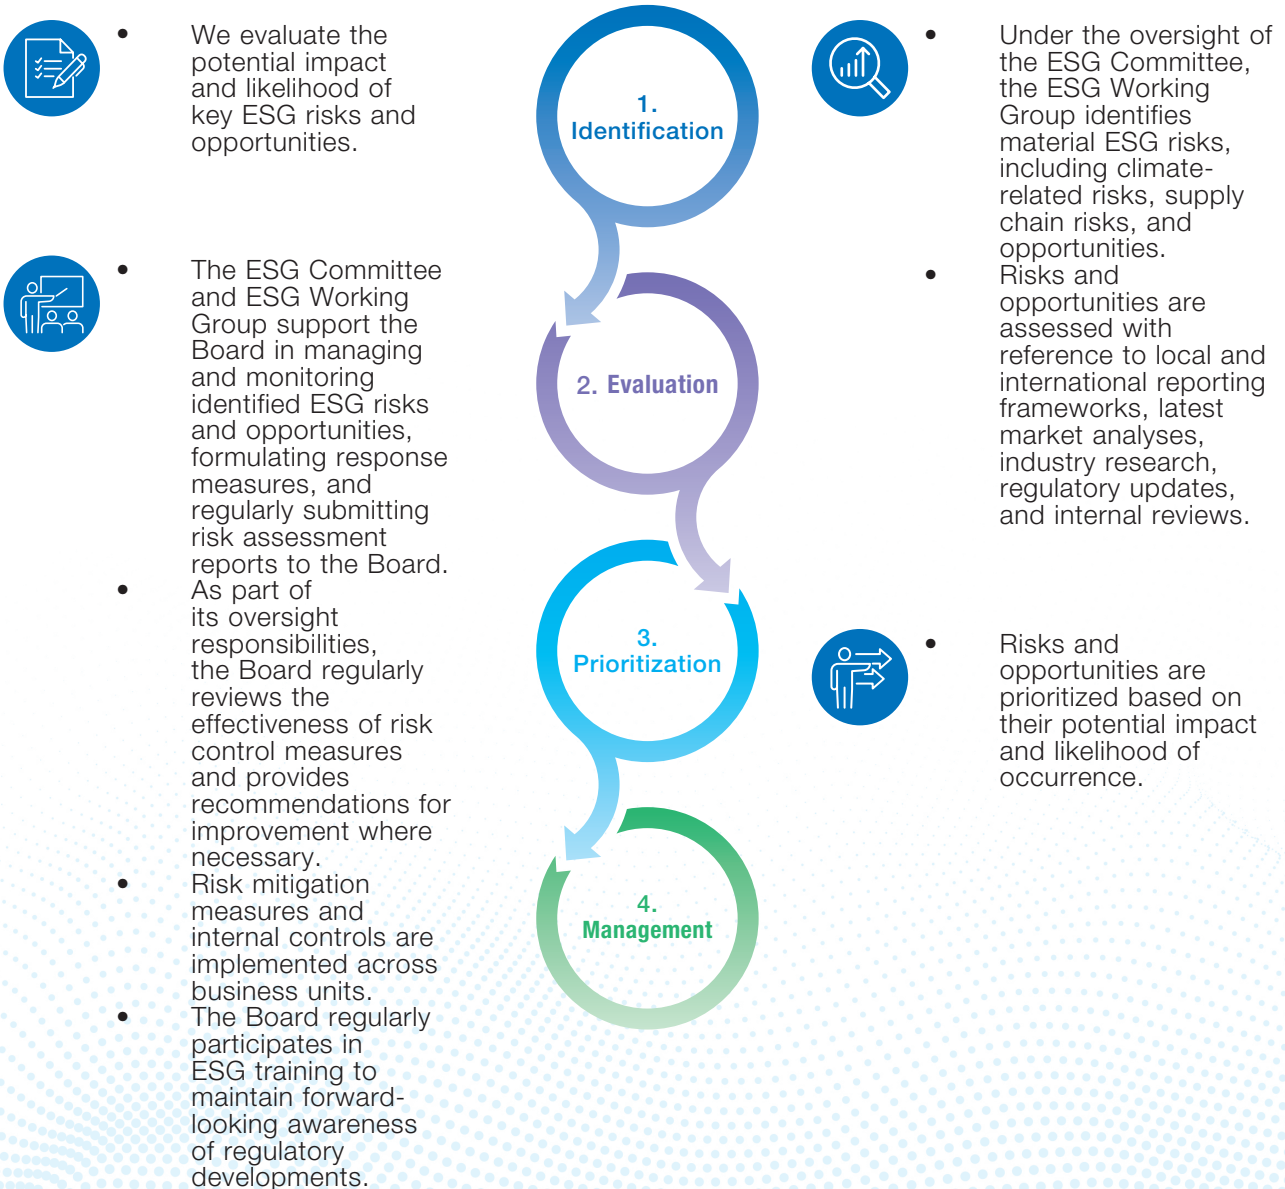 • We evaluate the
potential impact
and likelihood of
key ESG risks and
opportunities.
• The ESG Committee
and ESG Working
Group support the
Board in managing
and monitoring
identified ESG risks
and opportunities,
formulating response
measures, and
regularly submitting
risk assessment
reports to the Board.
• As part of
its oversight
responsibilities,
the Board regularly
reviews the
effectiveness of risk
control measures
and provides
recommendations for
improvement where
necessary.
• Risk mitigation
measures and
internal controls are
implemented across
business units.
• The Board regularly
participates in
ESG training to
maintain forward-
looking awareness
of regulatory
developments.
1.
Identification
2. Evaluation
3.
Prioritization
4.
Management
• Under the oversight of
the ESG Committee,
the ESG Working
Group identifies
material ESG risks,
including climate-
related risks, supply
chain risks, and
opportunities.
• Risks and
opportunities are
assessed with
reference to local and
international reporting
frameworks, latest
market analyses,
industry research,
regulatory updates,
and internal reviews.
• Risks and
opportunities are
prioritized based on
their potential impact
and likelihood of
occurrence.